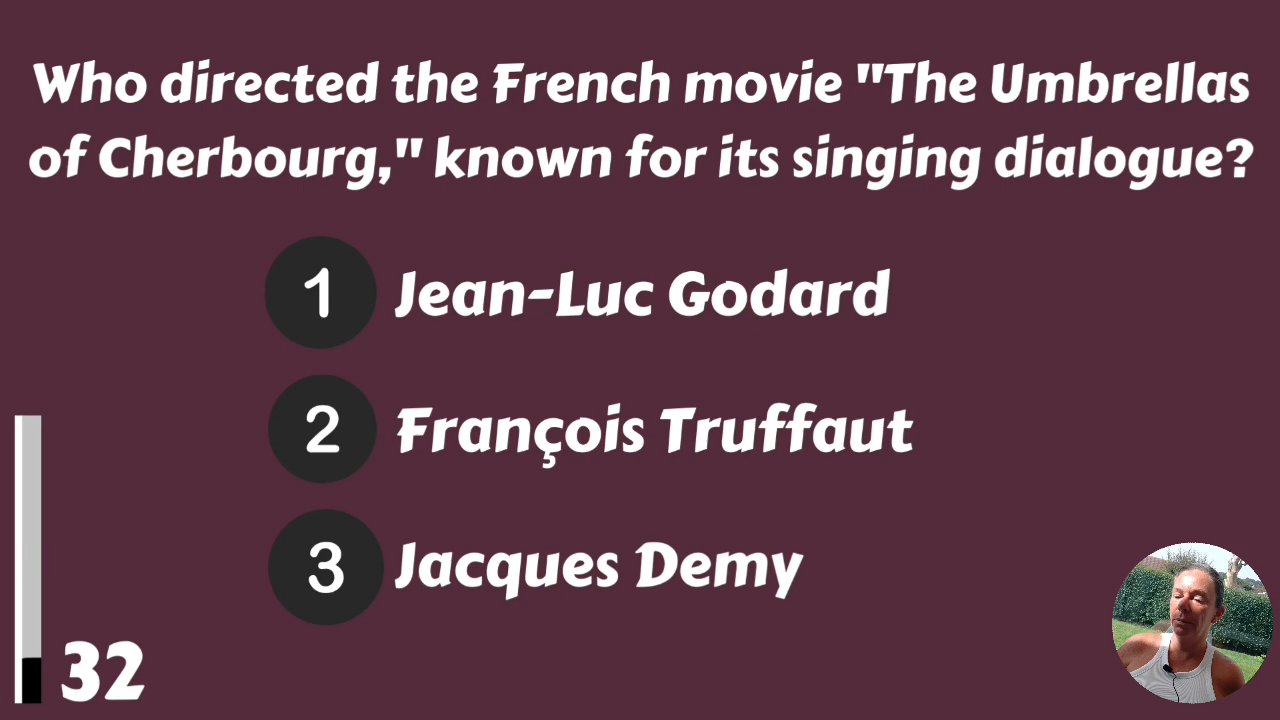 Who directed the French movie "The Umbrellas
of Cherbourg," known for its singing dialogue?
1 Jean-Luc Godard
2 François Truffaut
3 Jacques Demy
32